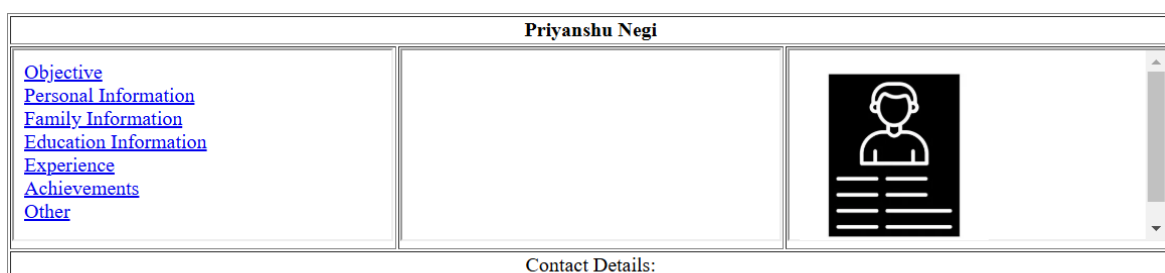 Priyanshu Negi
Objective
Personal Information
Family Information
Education Information
Experience
Achievements
Other
Contact Details: